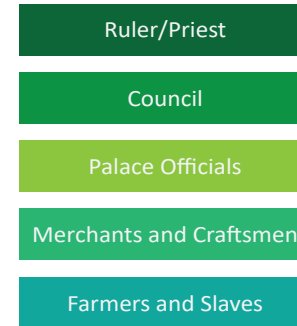 Ruler/Priest
Council
Palace Officials
Merchants and Craftsmen
Farmers and Slaves